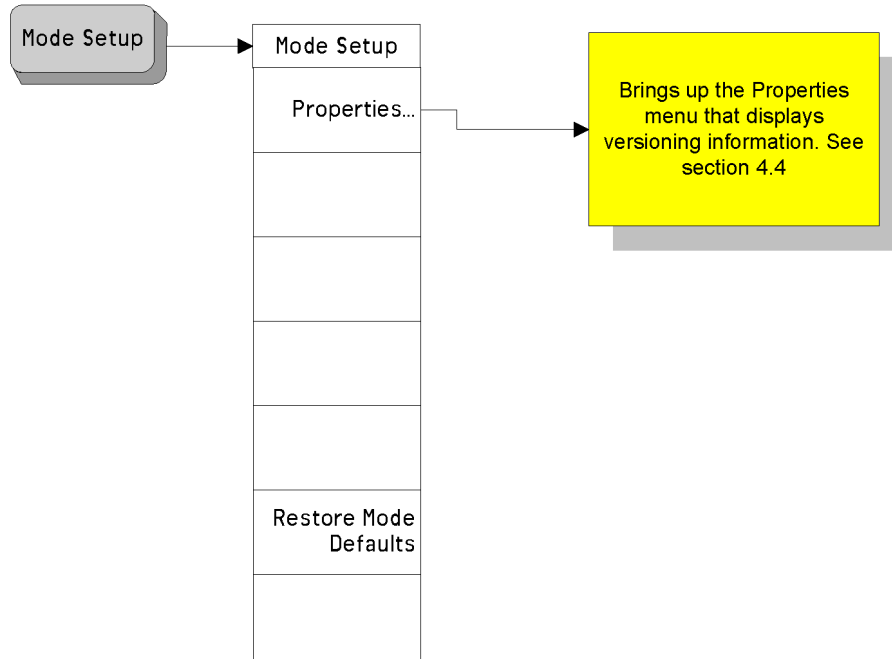 Mode Setup
Mode Setup
Properties...
Brings up the Properties
menu that displays
versioning information. See
section 4.4
Restore Mode
Defaults